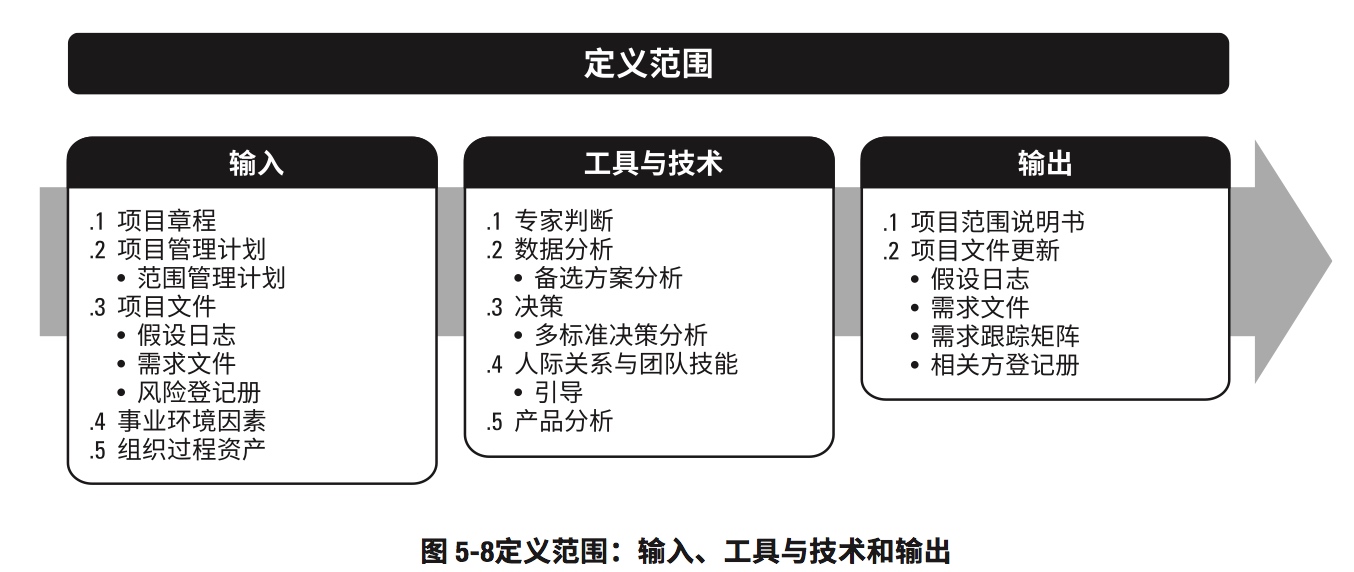 定义范围
输入
.1 项目章程
.2 项目管理计划
• 范围管理计划
.3 项目文件
• 假设日志
• 需求文件
• 风险登记册
.4 事业环境因素
.5 组织过程资产
工具与技术
.1 专家判断
.2 数据分析
• 备选方案分析
.3 决策
• 多标准决策分析
.4 人际关系与团队技能
• 引导
.5 产品分析
输出
.1 项目范围说明书
.2 项目文件更新
• 假设日志
• 需求文件
• 需求跟踪矩阵
• 相关方登记册
图 5-8定义范围：输入、工具与技术和输出